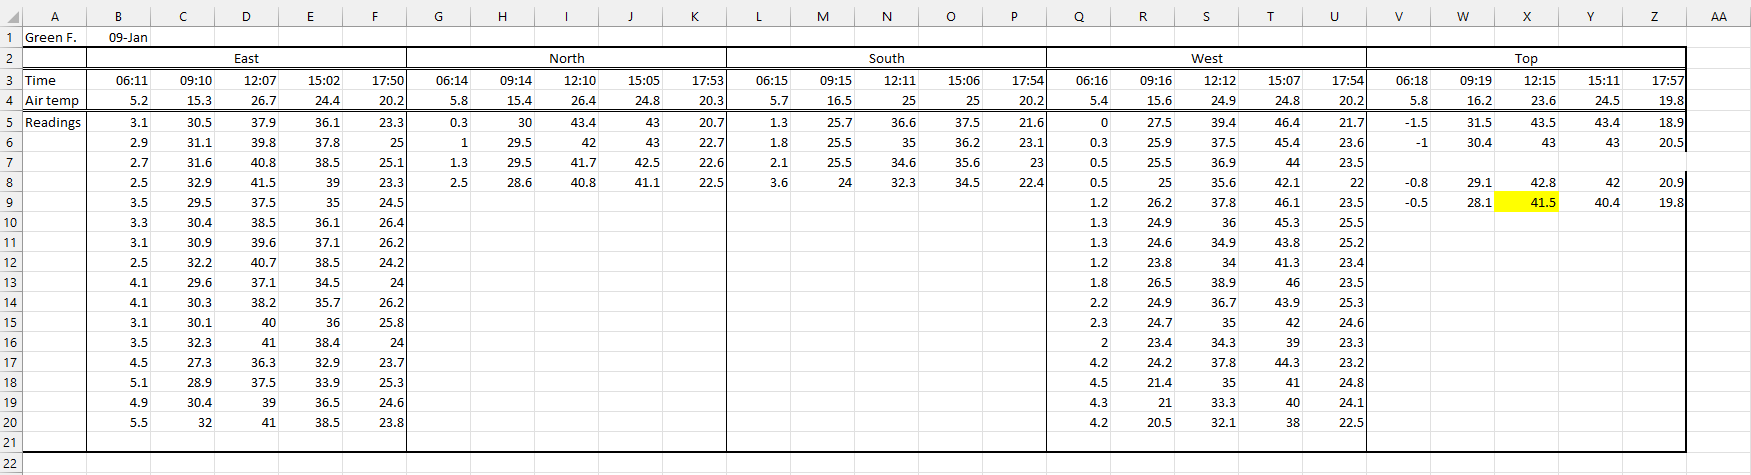 A B C D E F G H I J K L M N O P Q R S T U V W X Y Z AA
1 Green F. 09-Jan
2 East North South West Top
3 Time 06:11 09:10 12:07 15:02 17:50 06:14 09:14 12:10 15:05 17:53 06:15 09:15 12:11 15:06 17:54 06:16 09:16 12:12 15:07 17:54 06:18 09:19 12:15 15:11 17:57
4 Air temp 5.2 15.3 26.7 24.4 20.2 5.8 15.4 26.4 24.8 20.3 5.7 16.5 25 25 20.2 5.4 15.6 24.9 24.8 20.2 5.8 16.2 23.6 24.5 19.8
5 Readings 3.1 30.5 37.9 36.1 23.3 0.3 30 43.4 43 20.7 1.3 25.7 36.6 37.5 21.6 0 27.5 39.4 46.4 21.7 -1.5 31.5 43.5 43.4 18.9
6 2.9 31.1 39.8 37.8 25 1 29.5 42 43 22.7 1.8 25.5 35 36.2 23.1 0.3 25.9 37.5 45.4 23.6 -1 30.4 43 43 20.5
7 2.7 31.6 40.8 38.5 25.1 1.3 29.5 41.7 42.5 22.6 2.1 25.5 34.6 35.6 23 0.5 25.5 36.9 44 23.5
8 2.5 32.9 41.5 39 23.3 2.5 28.6 40.8 41.1 22.5 3.6 24 32.3 34.5 22.4 0.5 25 35.6 42.1 22 -0.8 29.1 42.8 42 20.9
9 3.5 29.5 37.5 35 24.5 1.2 26.2 37.8 46.1 23.5 -0.5 28.1 41.5 40.4 19.8
10 3.3 30.4 38.5 36.1 26.4 1.3 24.9 36 45.3 25.5
11 3.1 30.9 39.6 37.1 26.2 1.3 24.6 34.9 43.8 25.2
12 2.5 32.2 40.7 38.5 24.2 1.2 23.8 34 41.3 23.4
13 4.1 29.6 37.1 34.5 24 1.8 26.5 38.9 46 23.5
14 4.1 30.3 38.2 35.7 26.2 2.2 24.9 36.7 43.9 25.3
15 3.1 30.1 40 36 25.8 2.3 24.7 35 42 24.6
16 3.5 32.3 41 38.4 24 2 23.4 34.3 39 23.3
17 4.5 27.3 36.3 32.9 23.7 4.2 24.2 37.8 44.3 23.2
18 5.1 28.9 37.5 33.9 25.3 4.5 21.4 35 41 24.8
19 4.9 30.4 39 36.5 24.6 4.3 21 33.3 40 24.1
20 5.5 32 41 38.5 23.8 4.2 20.5 32.1 38 22.5
21
22